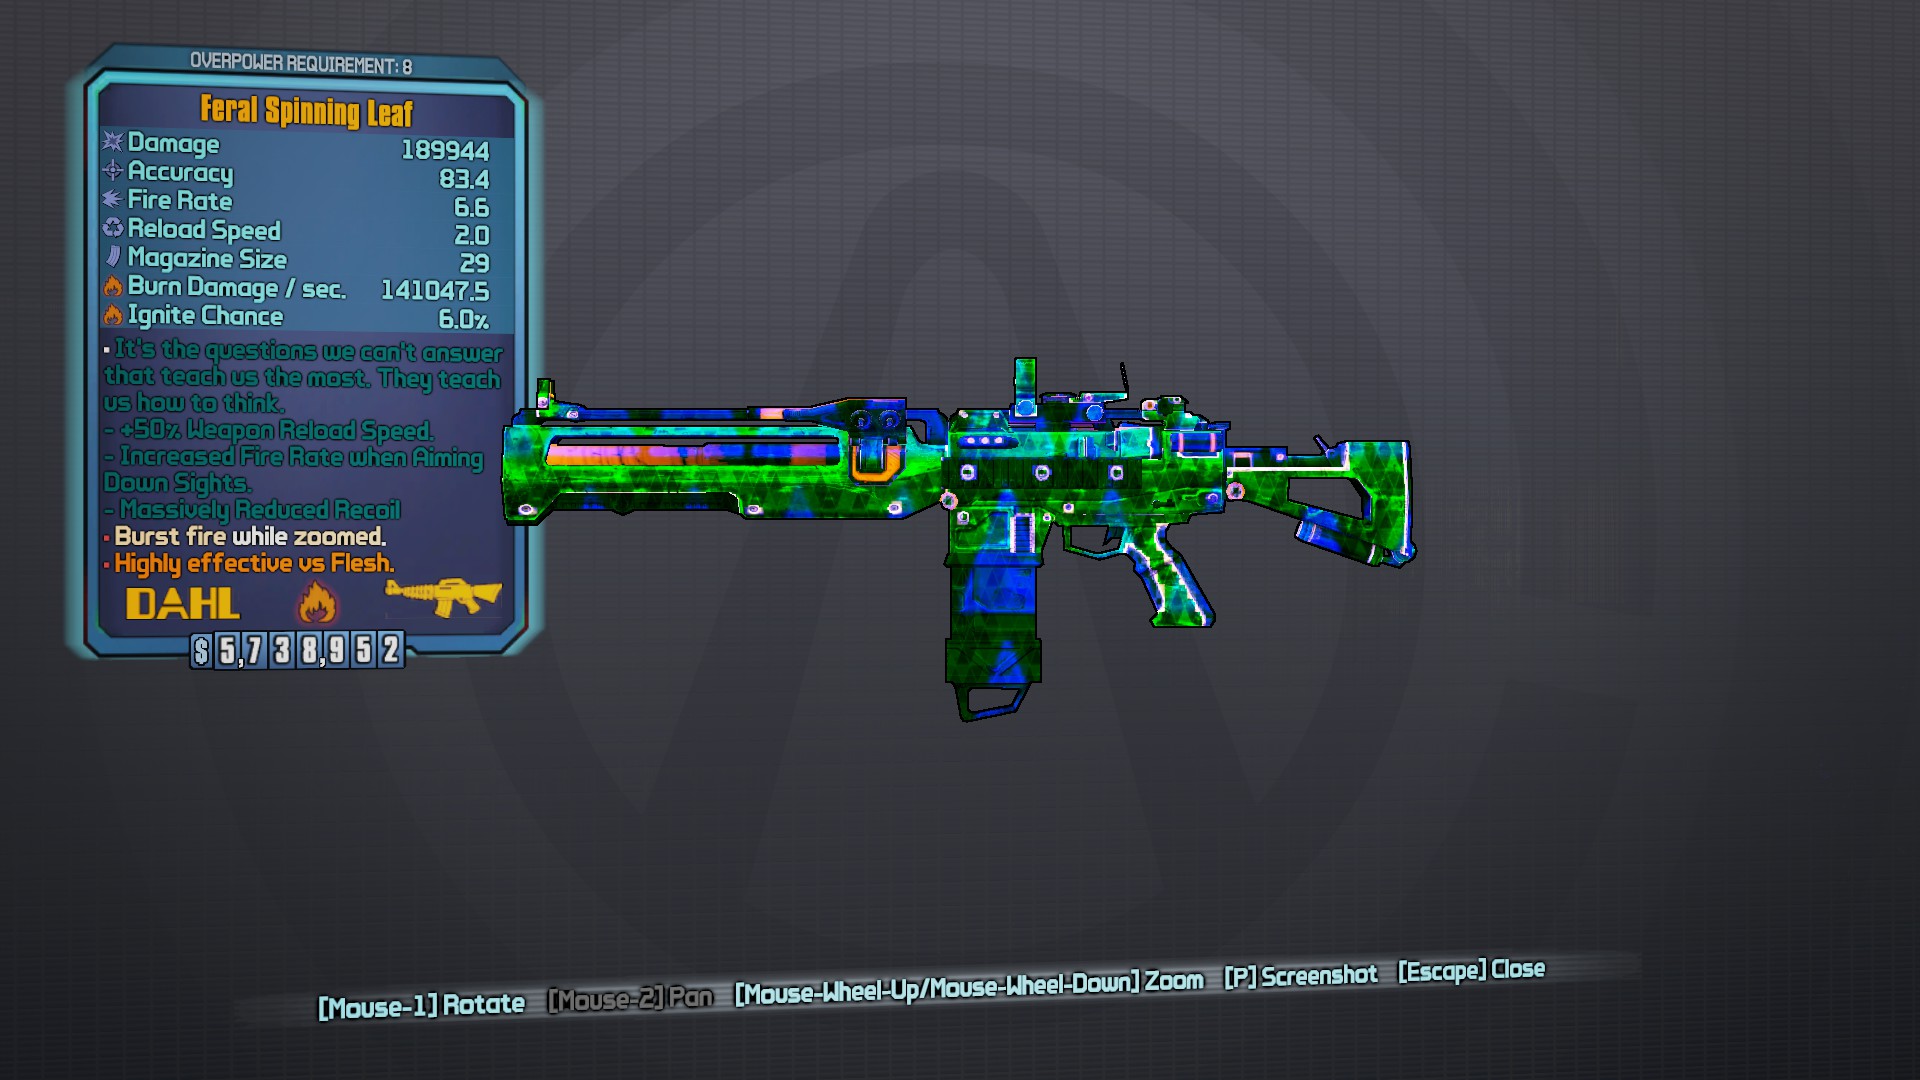 OVERPOWER REQUIREMENT: 8
Feral Spinning Leaf
Damage 189944
Accuracy 83.4
Fire Rate 6.6
Reload Speed 2.0
Magazine Size 29
Burn Damage / sec. 141047.5
Ignite Chance 6.0%
▪ It's the questions we can't answer
that teach us the most. They teach
us how to think.
- +50% Weapon Reload Speed.
- Increased Fire Rate when Aiming
Down Sights.
- Massively Reduced Recoil
▪ Burst fire while zoomed.
▪ Highly effective vs Flesh.
DAHL
$ 5,738,952
[Mouse-1] Rotate [Mouse-2] Pan [Mouse-Wheel-Up/Mouse-Wheel-Down] Zoom [P] Screenshot [Escape] Close